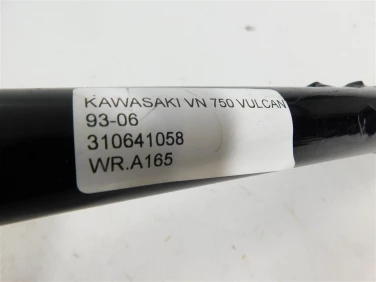 KAWASAKI VN 750 VULCAN
93-06
310641058
WR.A165